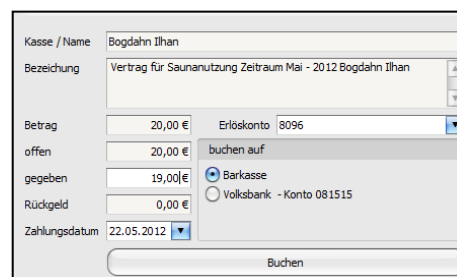 Kasse / Name Bogdahn Ilhan
Bezeichung Vertrag für Saunanutzung Zeitraum Mai - 2012 Bogdahn Ilhan
Betrag 20,00 € Erlöskonto 8096
offen 20,00 € buchen auf
gegeben 19,00 € Barkasse
Volksbank - Konto 081515
Rückgeld 0,00 €
Zahlungsdatum 22.05.2012
Buchen